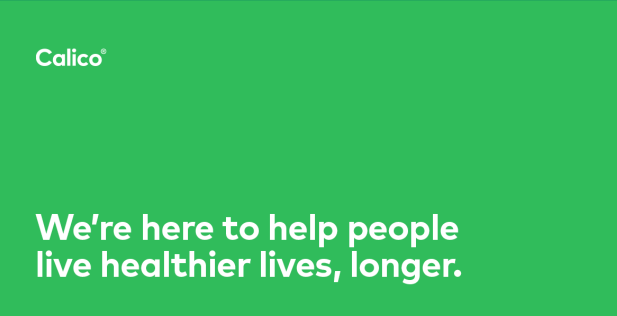 Calico®
We’re here to help people
live healthier lives, longer.